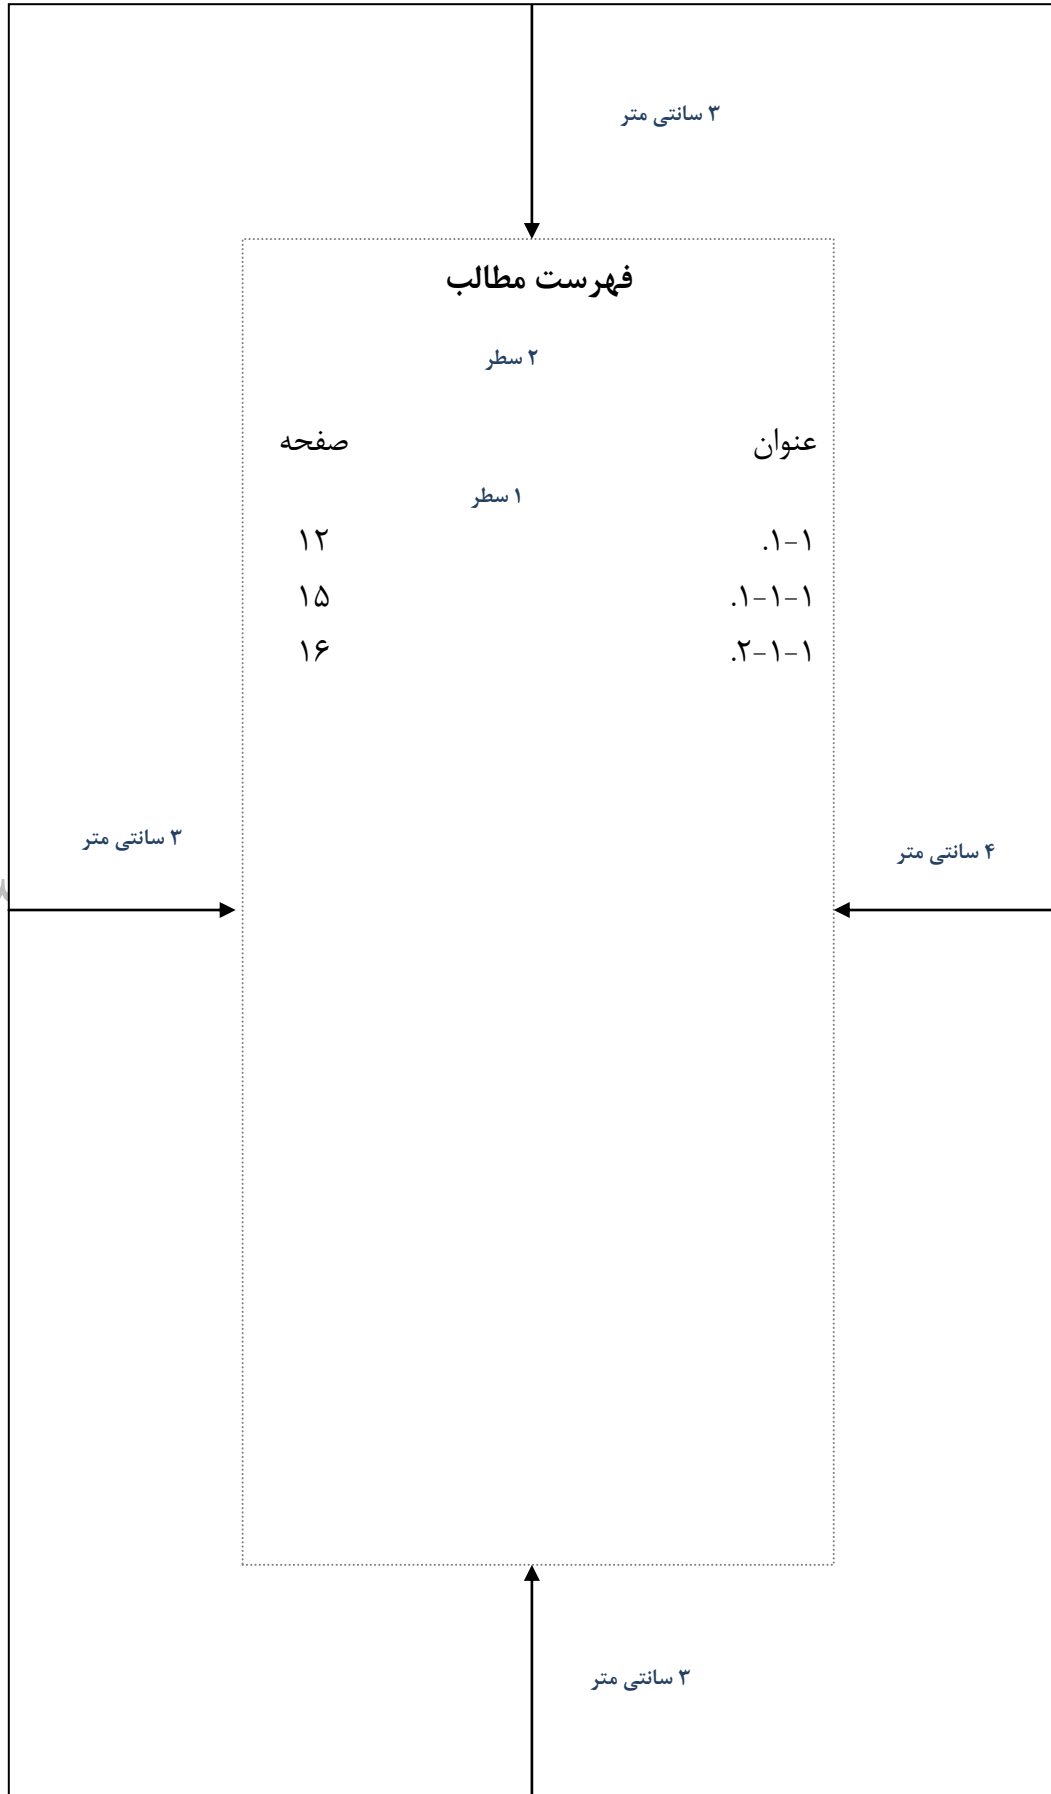 ۳ سانتی متر
فهرست مطالب
۲ سطر
عنوان صفحه
۱ سطر
۱-۱. ۱۲
۱-۱-۱. ۱۵
۱-۱-۲. ۱۶
۳ سانتی متر
۴ سانتی متر
۳ سانتی متر